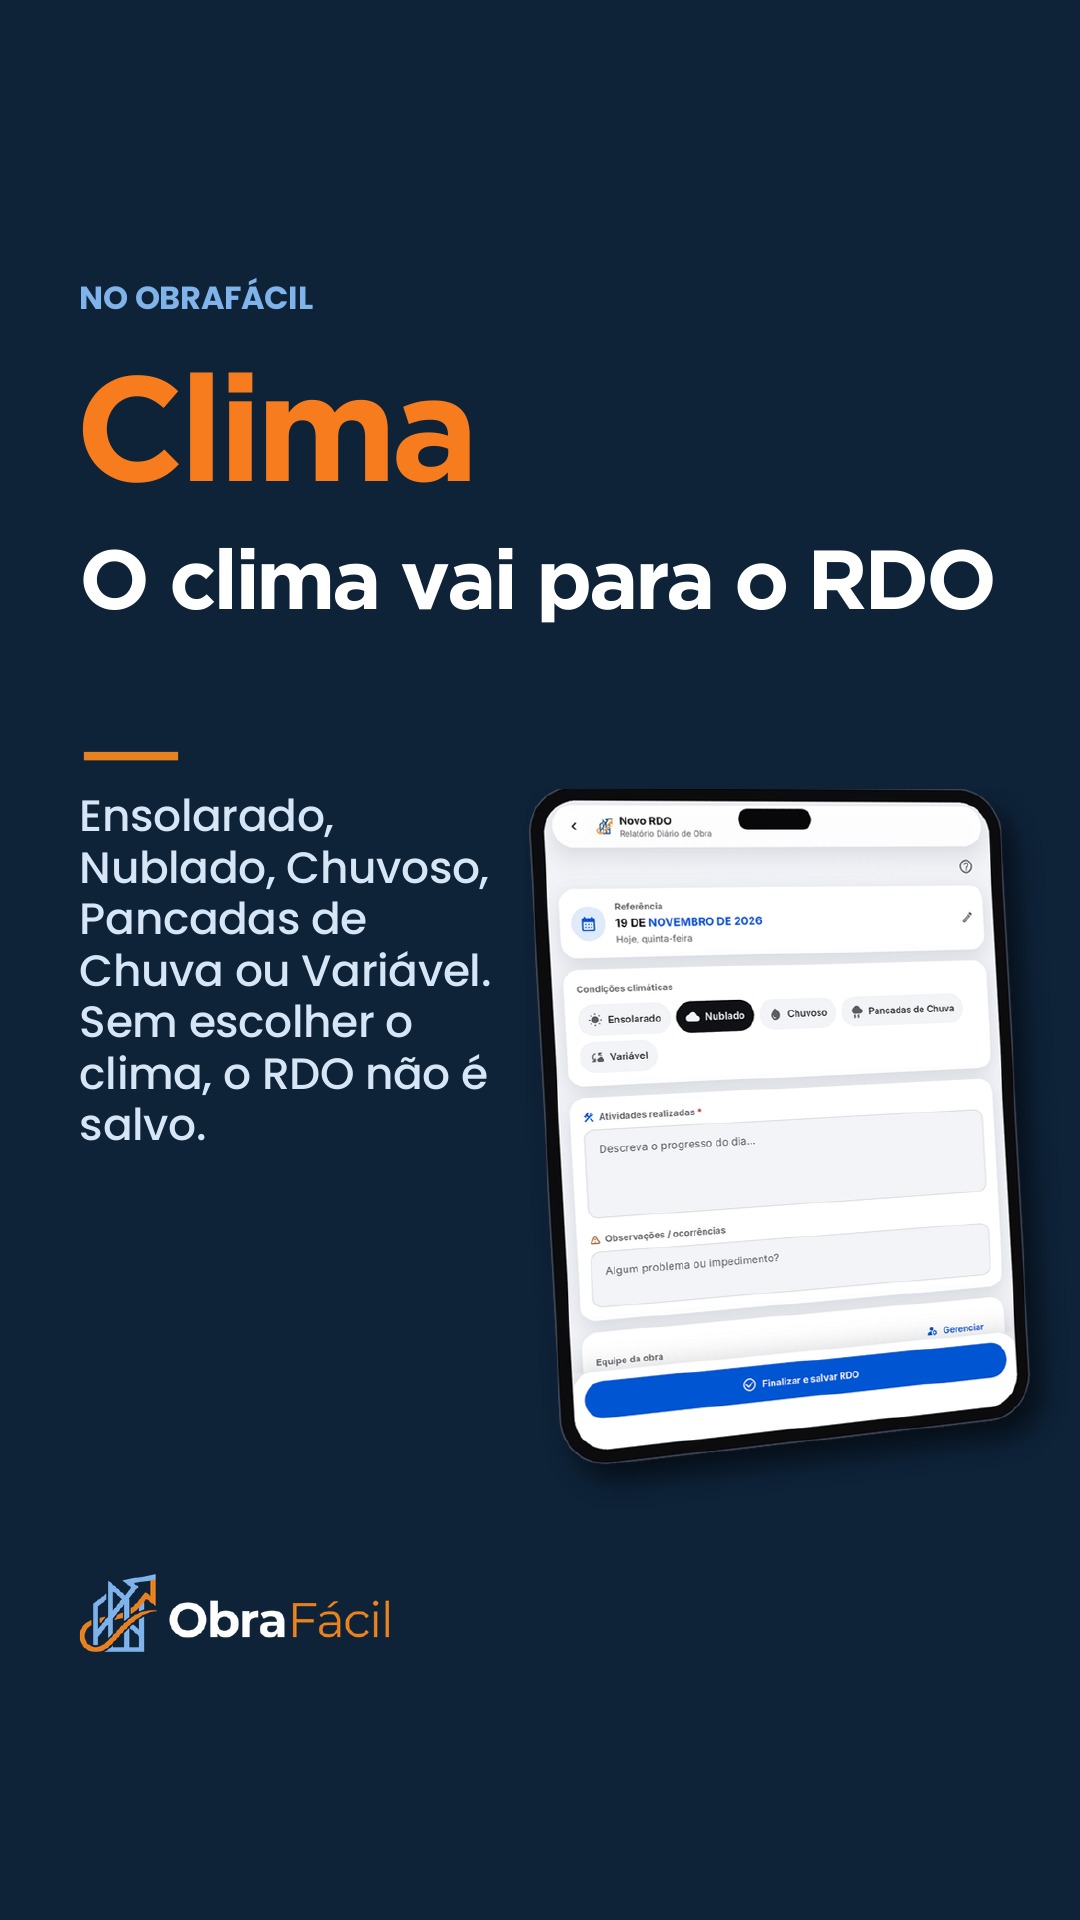 NO OBRAFÁCIL
Clima
O clima vai para o RDO
Ensolarado,
Nublado, Chuvoso,
Pancadas de
Chuva ou Variável.
Sem escolher o
clima, o RDO não é
salvo.
Novo RDO
Relatório Diário de Obra
Referência
19 DE NOVEMBRO DE 2026
Hoje, quinta-feira
Condições climáticas
Ensolarado
Nublado
Chuvoso
Pancadas de Chuva
Variável
Atividades realizadas *
Descreva o progresso do dia...
Observações / ocorrências
Algum problema ou impedimento?
Gerenciar
Equipe da obra
Finalizar e salvar RDO
ObraFácil